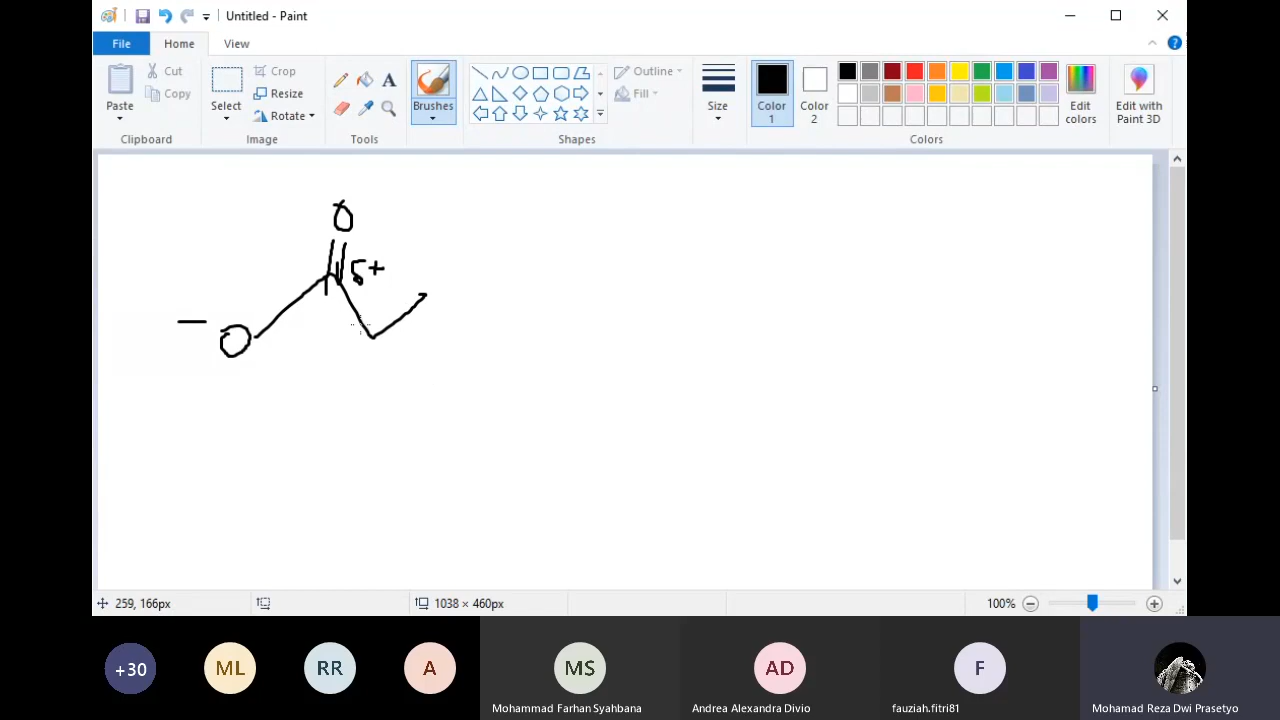 Untitled - Paint
File Home View
Cut
Copy
Paste
Clipboard
Crop
Resize
Rotate
Select
Image
Tools
A
Brushes
Outline
Fill
Shapes
Size
Color 1
Color 2
Edit colors
Edit with Paint 3D
Colors
O
δ+
O
259, 166px
1038 × 460px
100%
+30
ML
RR
A
MS
AD
F
Mohammad Farhan Syahbana
Andrea Alexandra Divio
fauziah.fitri81
Mohamad Reza Dwi Prasetyo